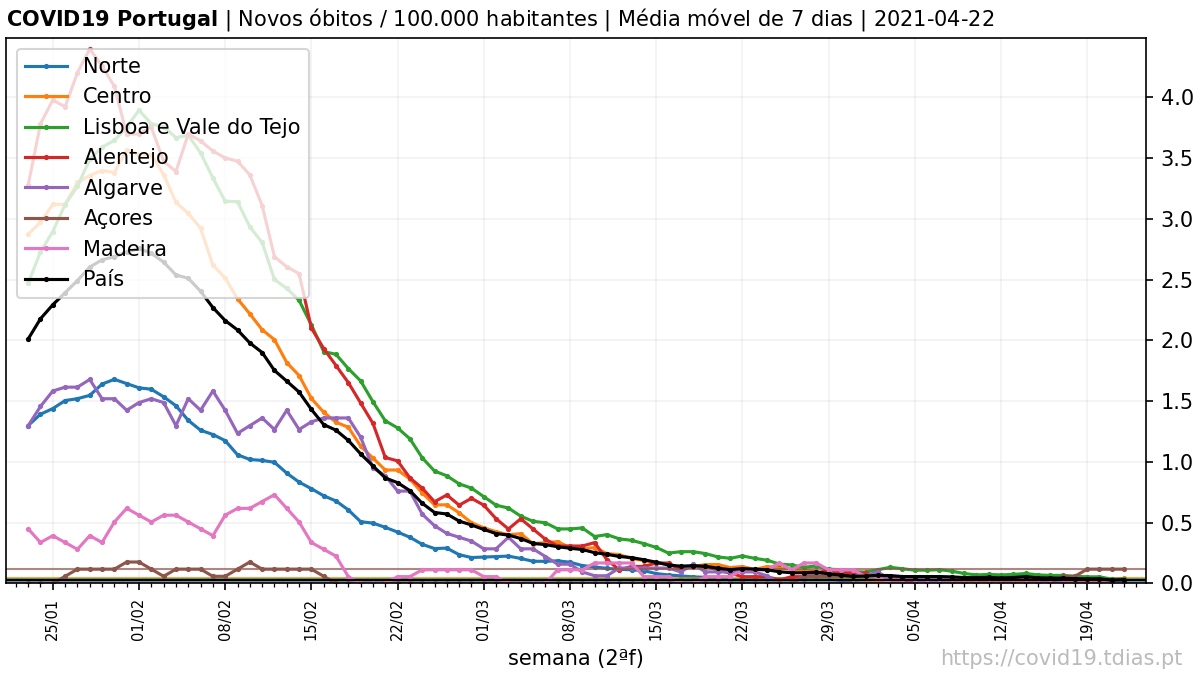 COVID19 Portugal | Novos óbitos / 100.000 habitantes | Média móvel de 7 dias | 2021-04-22
Norte
Centro
Lisboa e Vale do Tejo
Alentejo
Algarve
Açores
Madeira
País
4.0
3.5
3.0
2.5
2.0
1.5
1.0
0.5
0.0
25/01 01/02 08/02 15/02 22/02 01/03 08/03 15/03 22/03 29/03 05/04 12/04 19/04
semana (2ªf)
https://covid19.tdias.pt